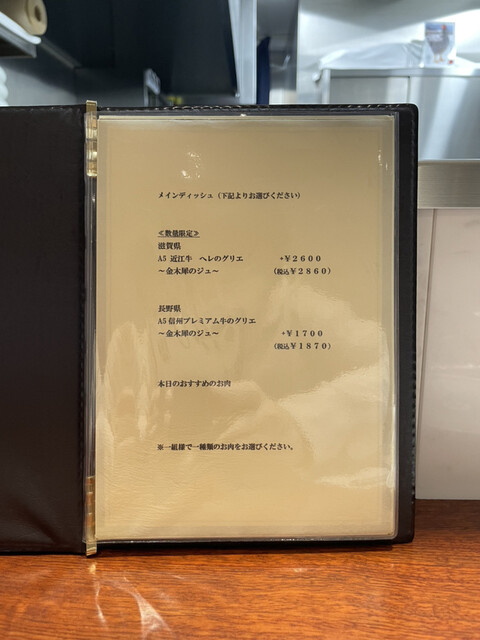 メインディッシュ（下記よりお選びください）
≪数量限定≫
滋賀県
A5 近江牛　ヘレのグリエ　+￥2600
～金木犀のジュ～　(税込￥2860)
長野県
A5信州プレミアム牛のグリエ
～金木犀のジュ～　+￥1700
(税込￥1870)
本日のおすすめのお肉
※一組様で一種類のお肉をお選びください。